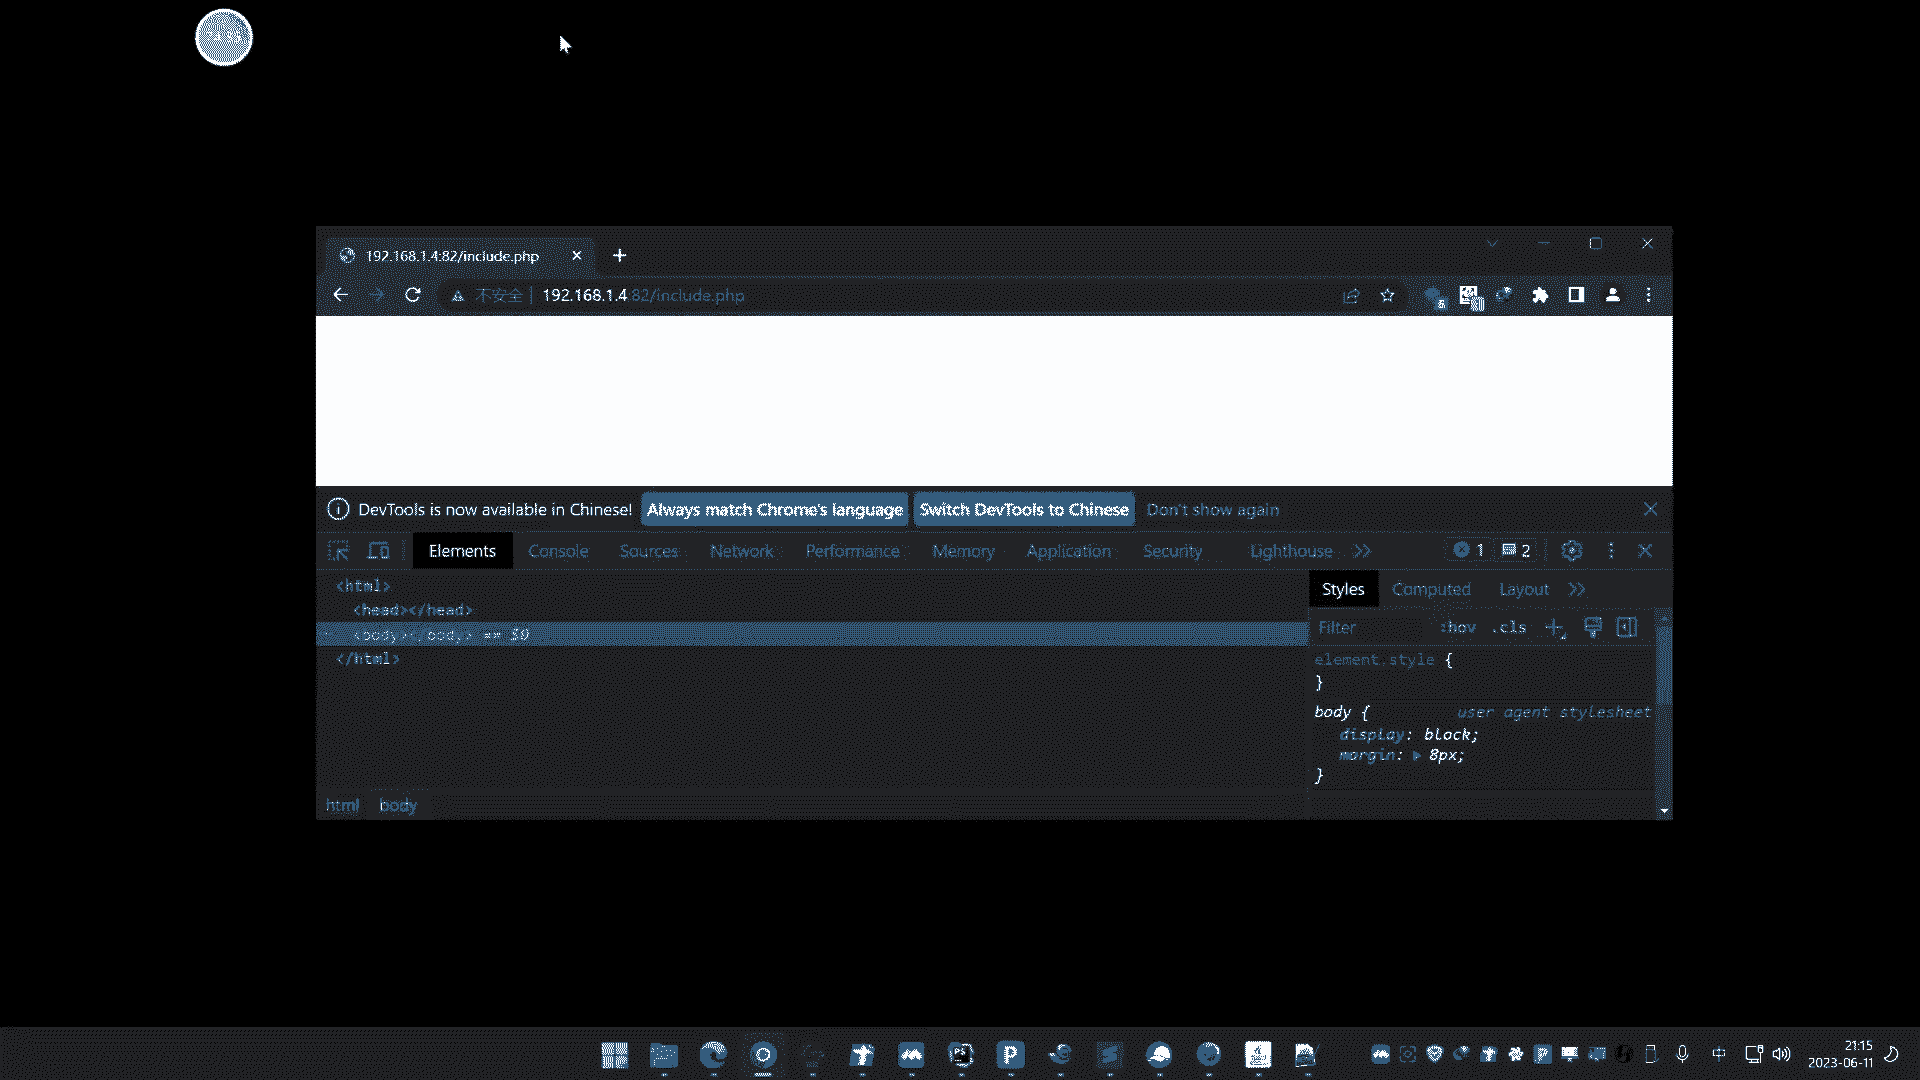 192.168.1.4:82/include.php
不安全 192.168.1.4:82/include.php
DevTools is now available in Chinese! Always match Chrome's language Switch DevTools to Chinese Don't show again
Elements Console Sources Network Performance Memory Application Security Lighthouse 1 2
<html>
<head></head>
<body></body> == $0
</html>
html body
Styles Computed Layout
Filter :hov .cls
element.style {
}
body { user agent stylesheet
display: block;
margin: 8px;
}
中
21:15
2023-06-11